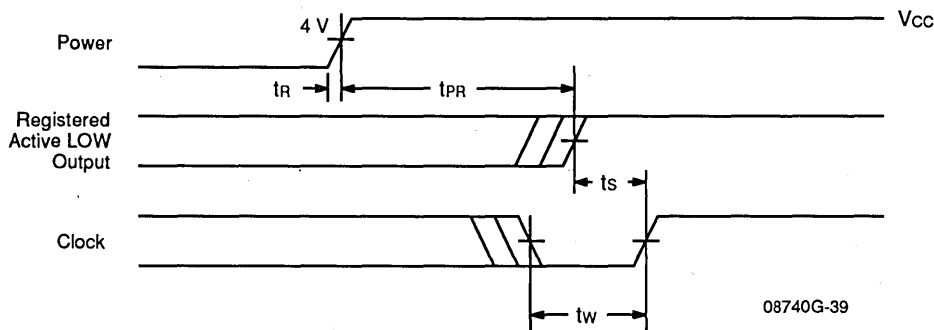 4 V
VCC
Power
tR
tPR
Registered
Active LOW
Output
tS
Clock
tW
08740G-39